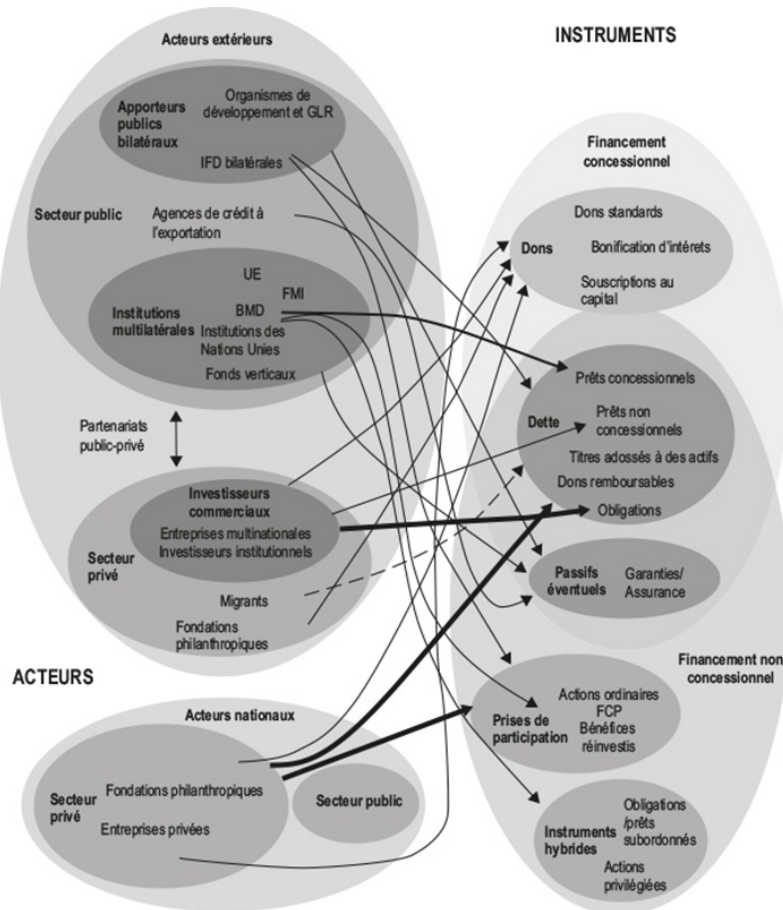 Acteurs extérieurs
Apporteurs
publics
bilatéraux
Organismes de
développement et GLR
IFD bilatérales
Secteur public
Agences de crédit à
l'exportation
UE
FMI
Institutions
multilatérales
BMD
Institutions des
Nations Unies
Fonds verticaux
Partenariats
public-privé
Investisseurs
commerciaux
Entreprises multinationales
Investisseurs institutionnels
Secteur
privé
Migrants
Fondations
philanthropiques
ACTEURS
Acteurs nationaux
Secteur
privé
Fondations philanthropiques
Entreprises privées
Secteur public
INSTRUMENTS
Financement
concessionnel
Dons standards
Dons
Bonification d'intérets
Souscriptions au
capital
Prêts concessionnels
Dette
Prêts non
concessionnels
Titres adossés à des actifs
Dons remboursables
Obligations
Passifs
éventuels
Garanties/
Assurance
Financement non
concessionnel
Prises de
participation
Actions ordinaires
FCP
Bénéfices
réinvestis
Instruments
hybrides
Obligations
/prêts
subordonnés
Actions
privilégiées